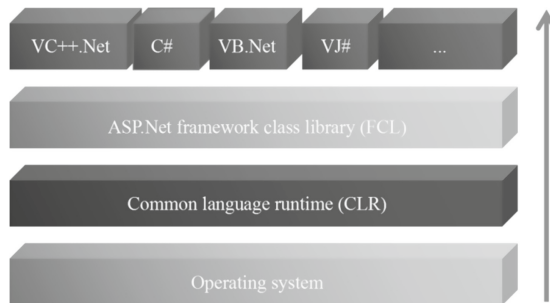 VC++.Net C# VB.Net VJ# ...
ASP.Net framework class library (FCL)
Common language runtime (CLR)
Operating system